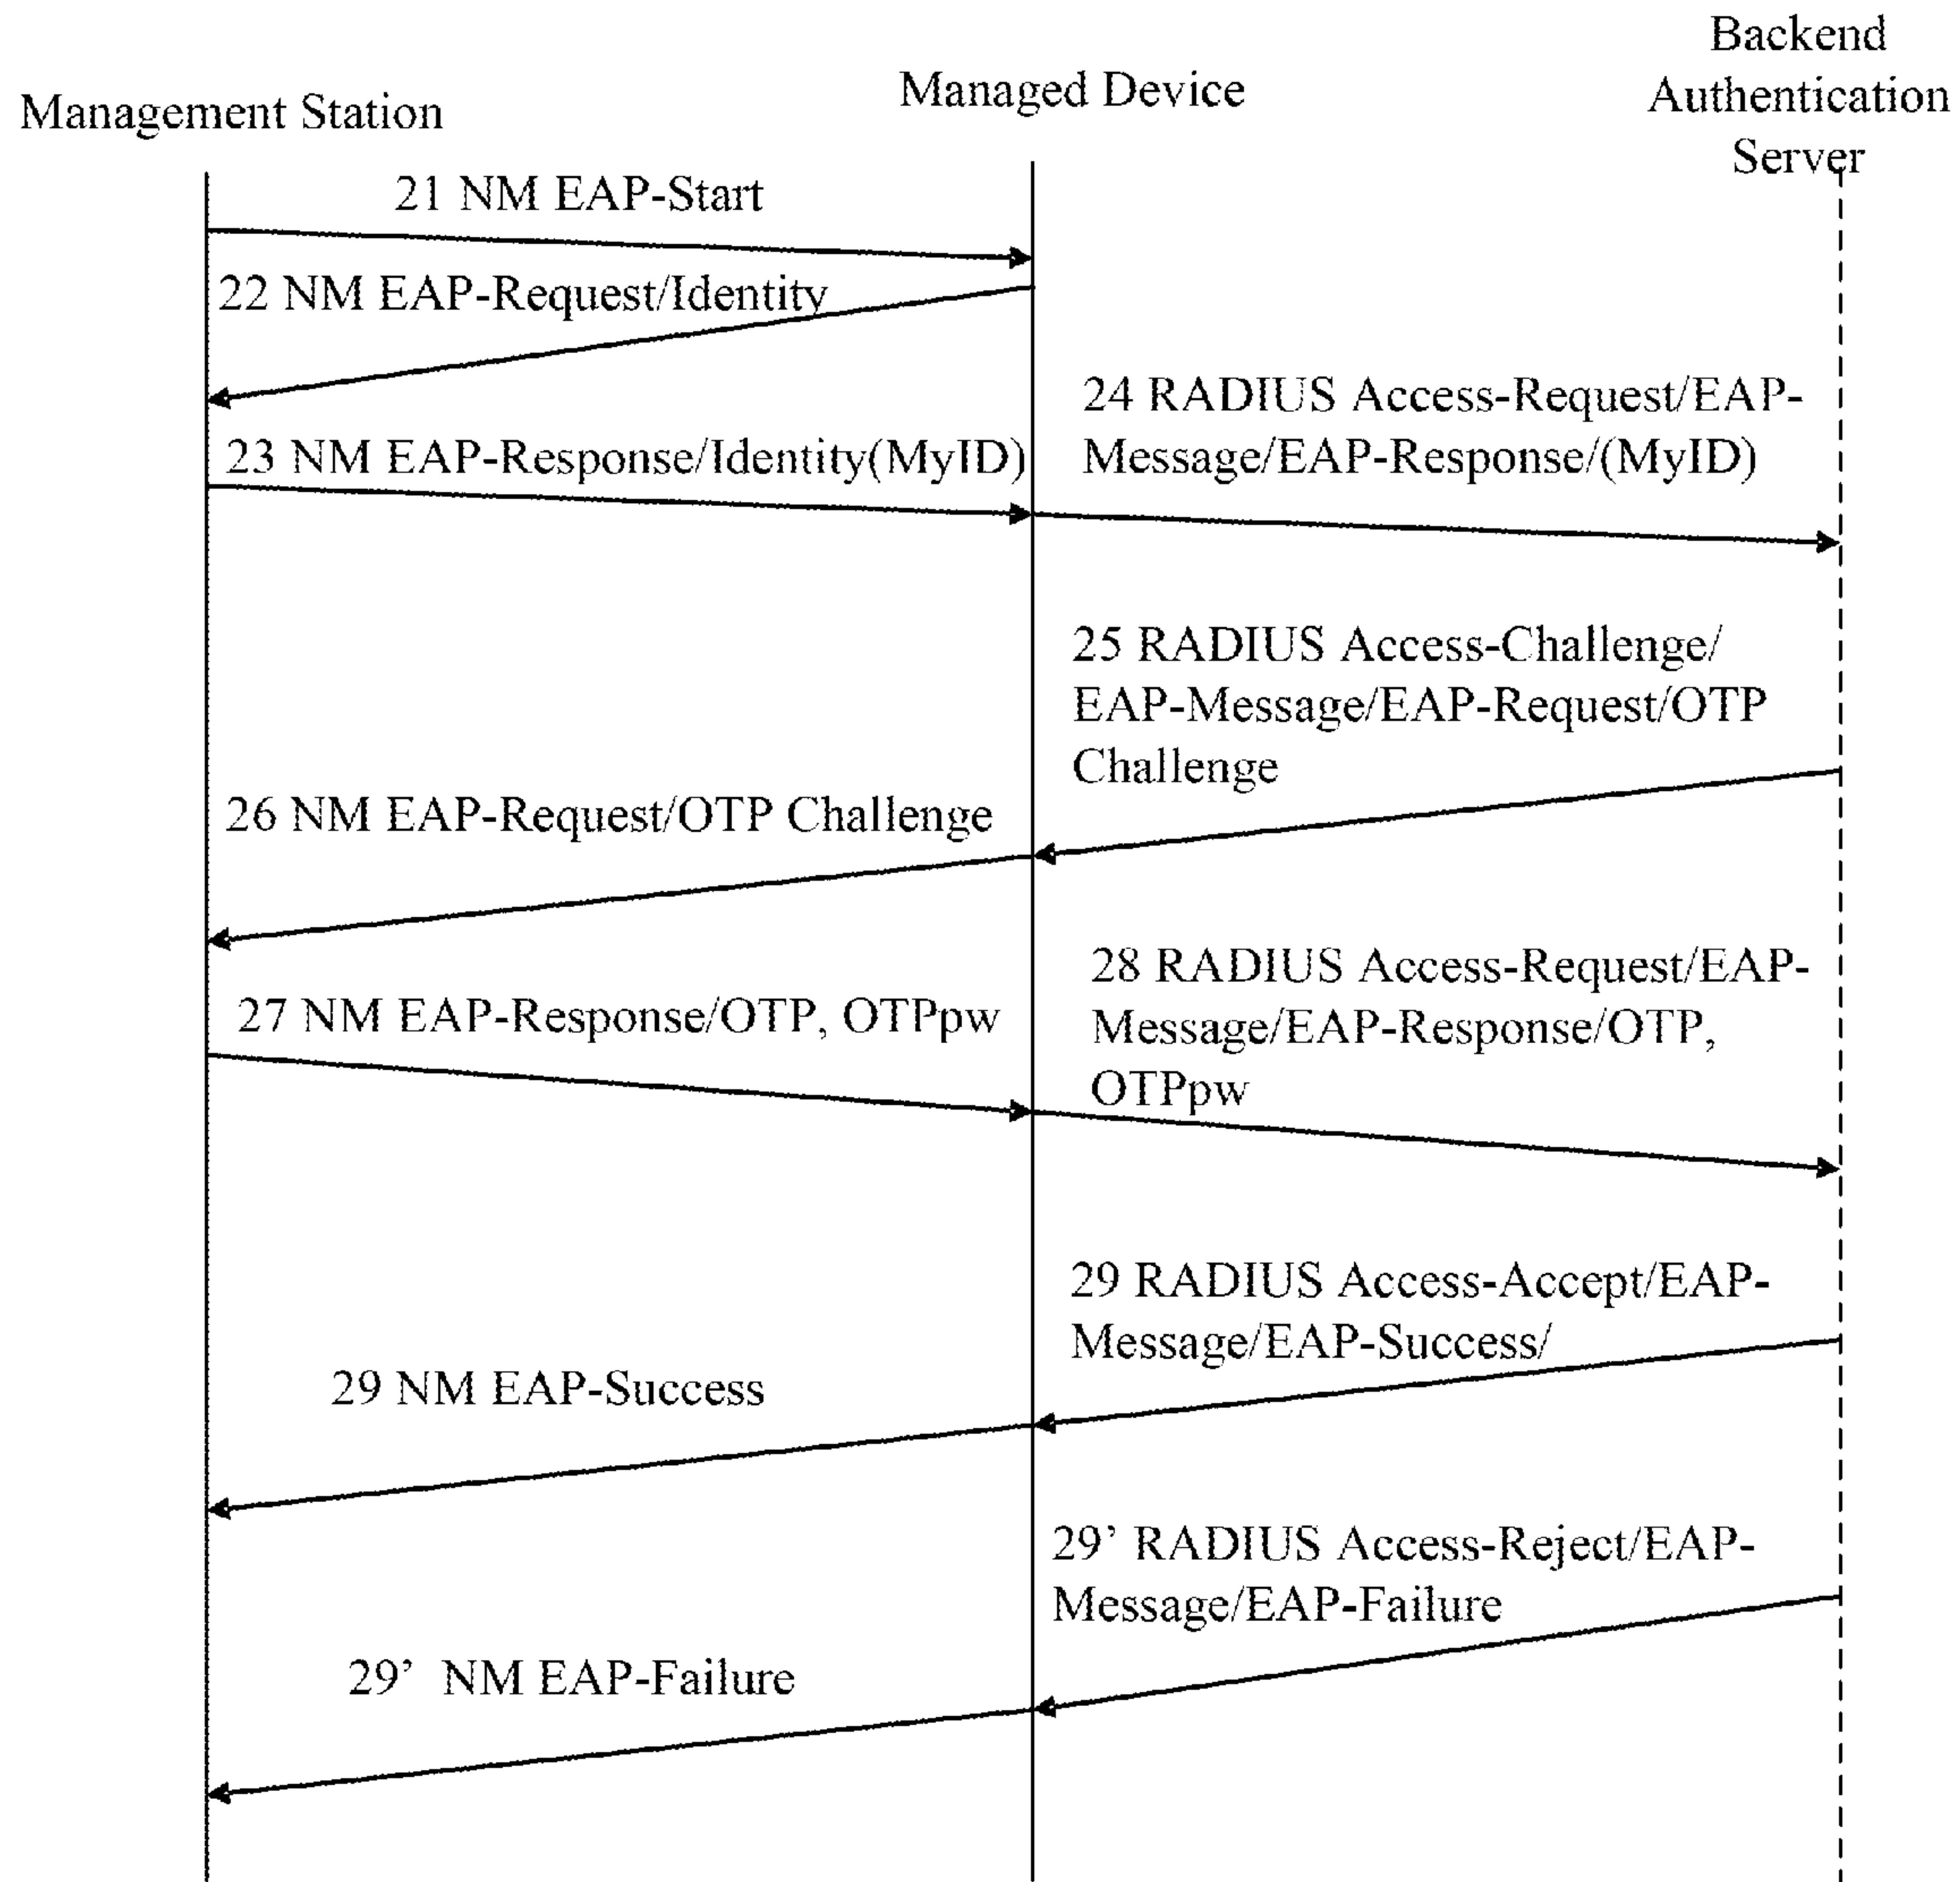 Backend
Authentication
Server
Managed Device
Management Station
21 NM EAP-Start
22 NM EAP-Request/Identity
24 RADIUS Access-Request/EAP-
Message/EAP-Response/(MyID)
23 NM EAP-Response/Identity(MyID)
25 RADIUS Access-Challenge/
EAP-Message/EAP-Request/OTP
Challenge
26 NM EAP-Request/OTP Challenge
28 RADIUS Access-Request/EAP-
Message/EAP-Response/OTP,
OTPpw
27 NM EAP-Response/OTP, OTPpw
29 RADIUS Access-Accept/EAP-
Message/EAP-Success/
29 NM EAP-Success
29’ RADIUS Access-Reject/EAP-
Message/EAP-Failure
29’ NM EAP-Failure